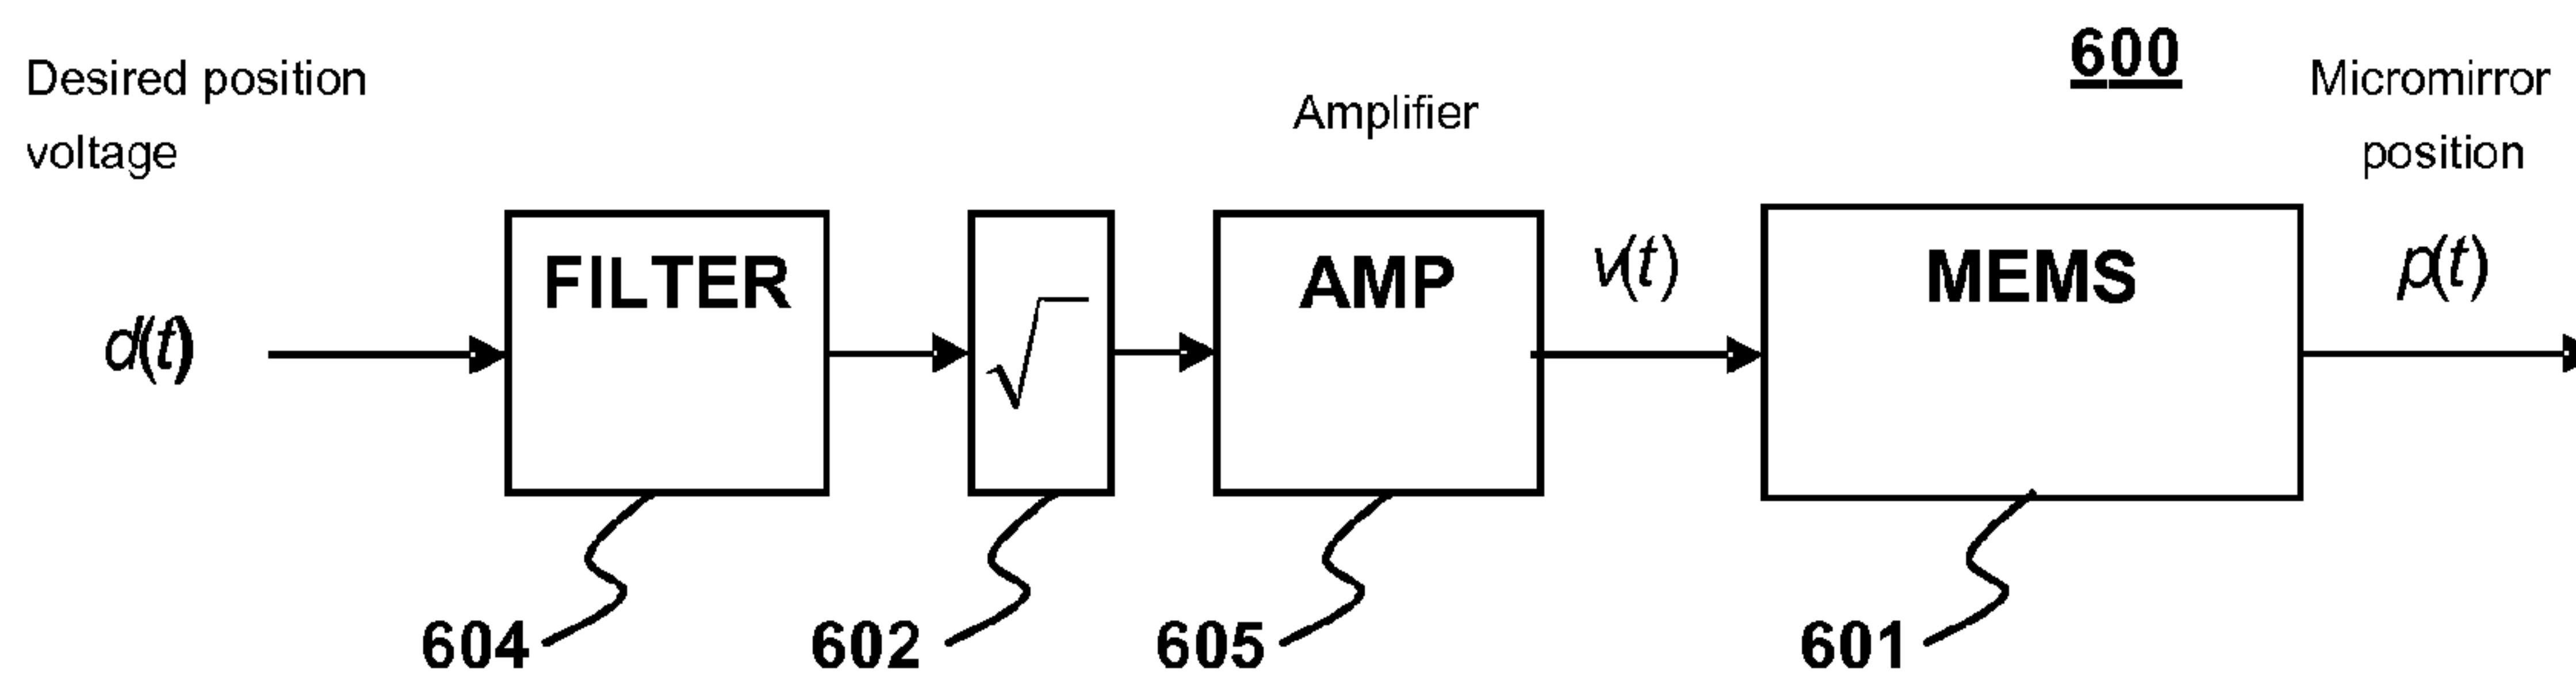 600
Desired position
voltage
Amplifier
Micromirror
position
d(t)
FILTER
√
AMP
v(t)
MEMS
p(t)
604
602
605
601